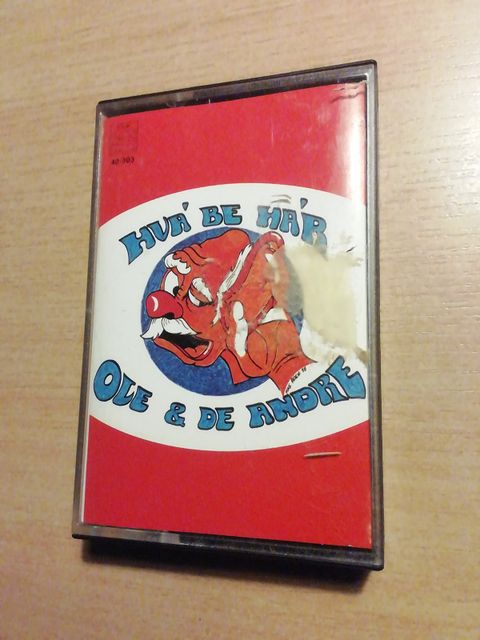 40-303
HVA' BE HA'R
OLE & DE ANDRE